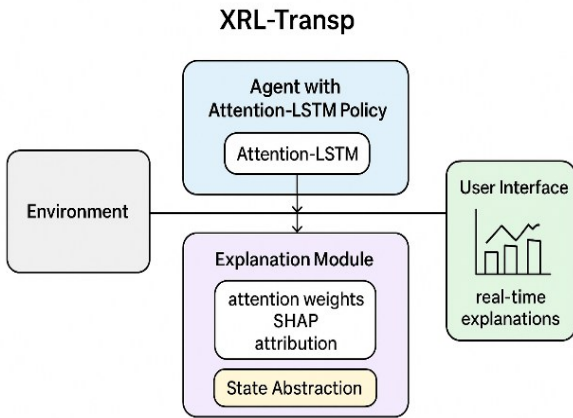 XRL-Transp
Agent with
Attention-LSTM Policy
Attention-LSTM
Environment
User Interface
real-time
explanations
Explanation Module
attention weights
SHAP
attribution
State Abstraction